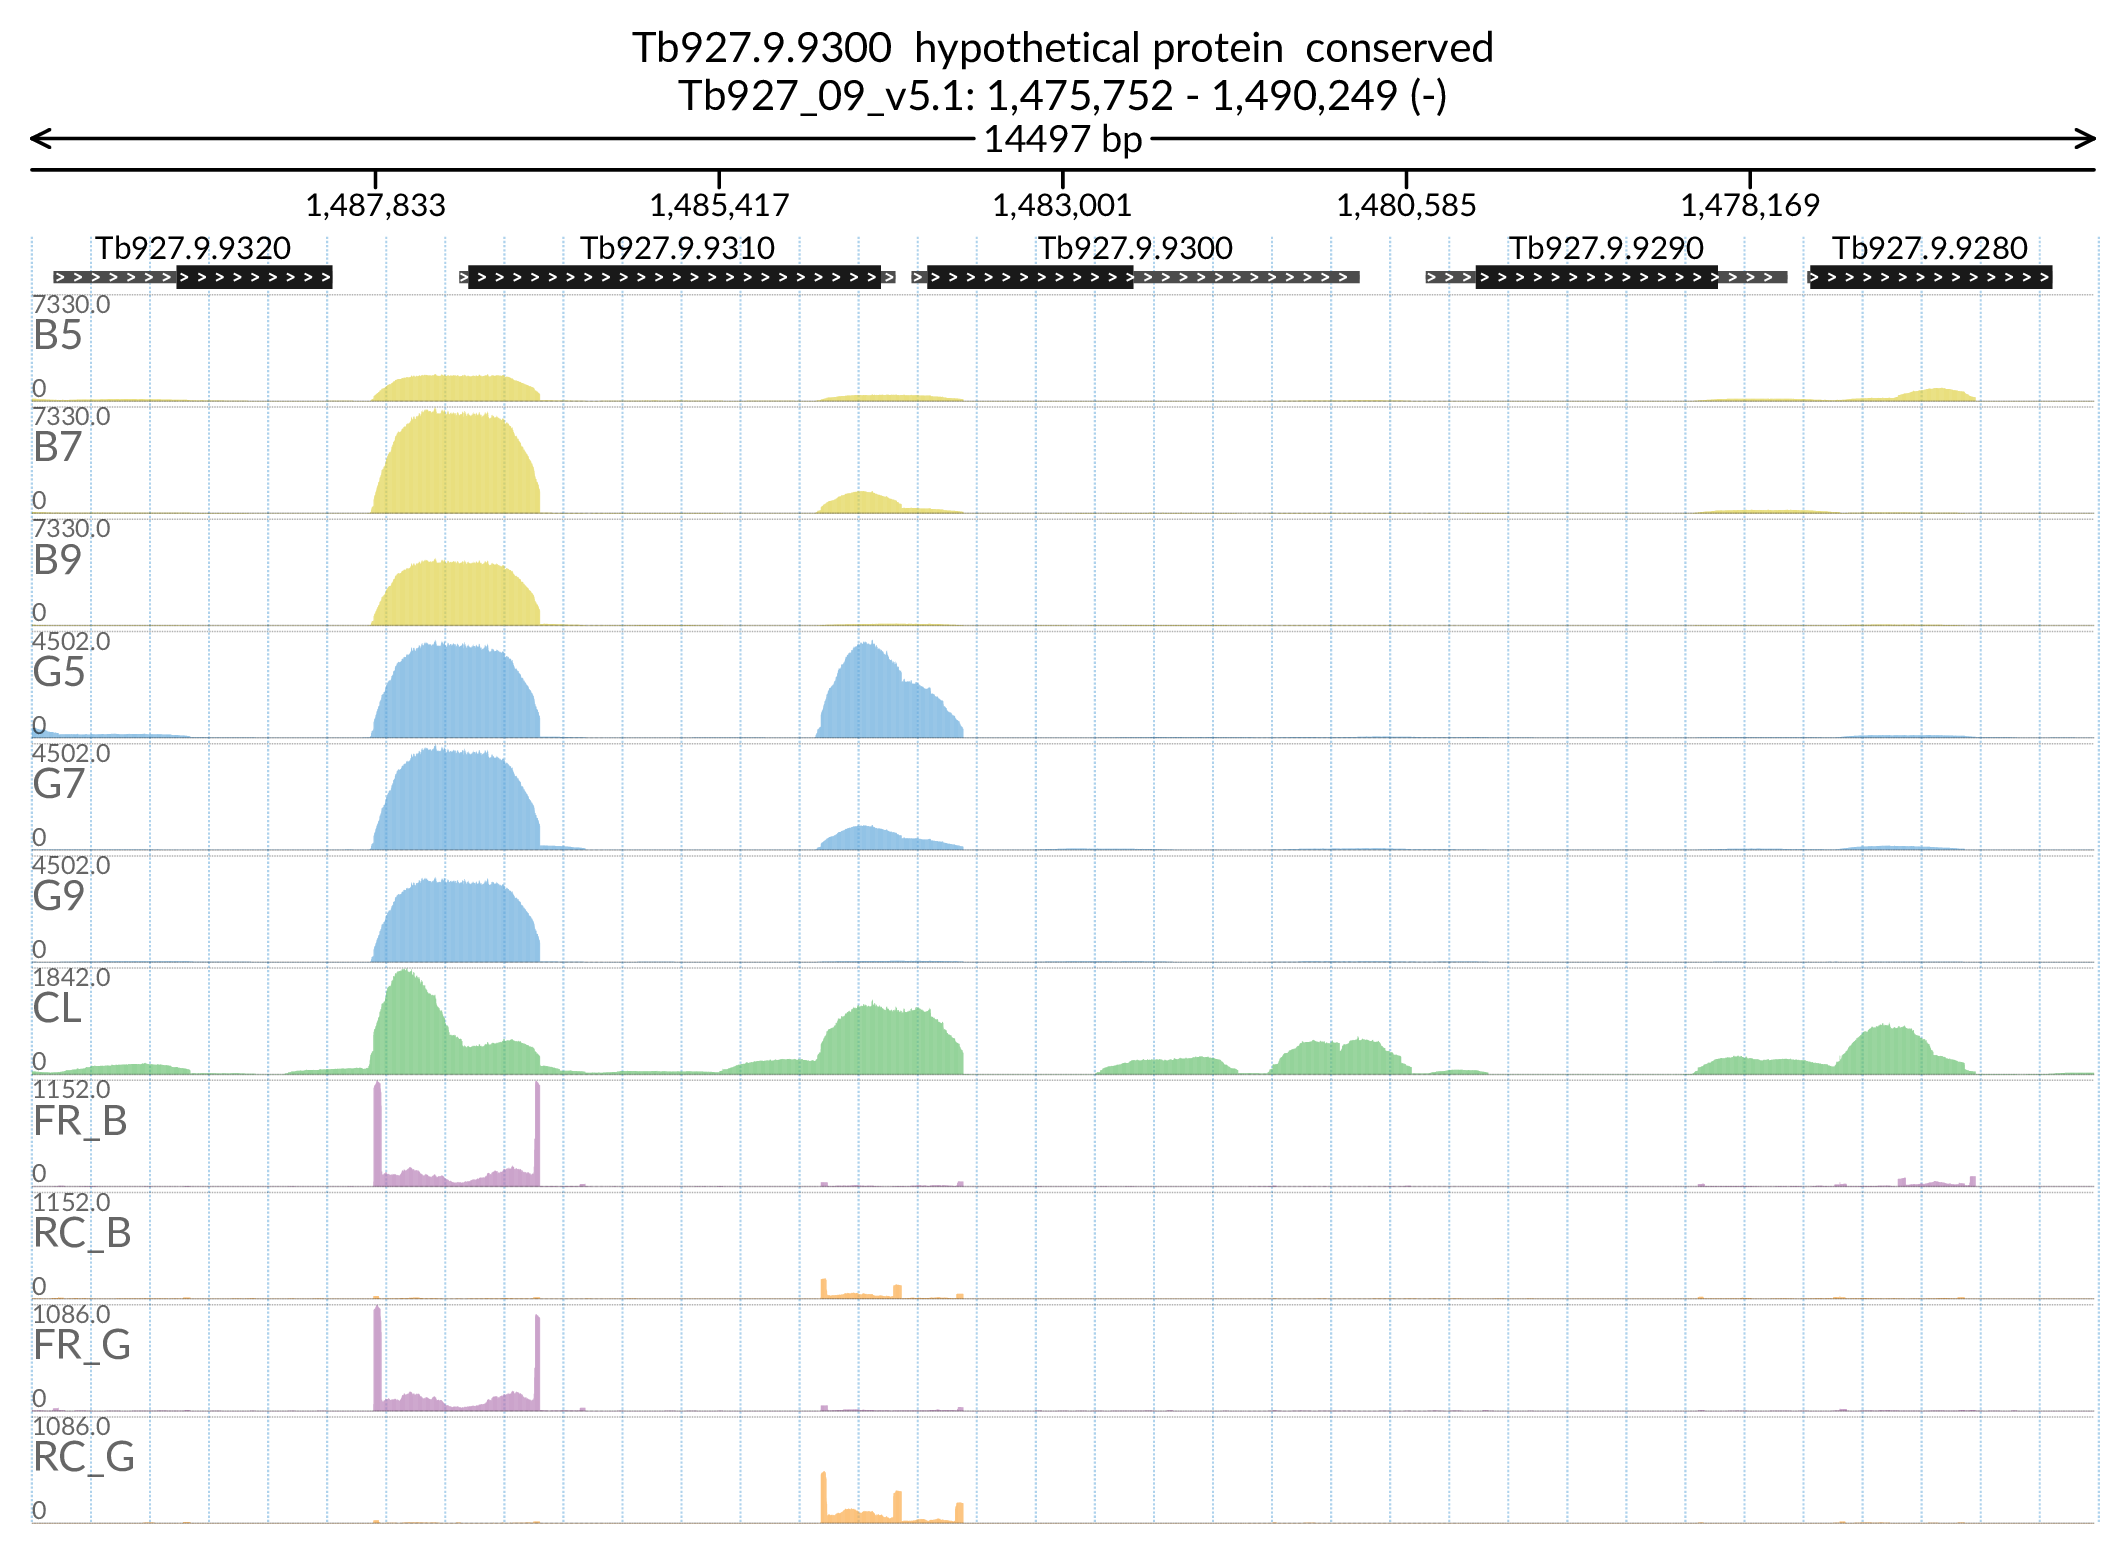 Tb927.9.9300  hypothetical protein  conserved
Tb927_09_v5.1: 1,475,752 - 1,490,249 (-)
14497 bp
1,487,833 1,485,417 1,483,001 1,480,585 1,478,169
Tb927.9.9320 Tb927.9.9310 Tb927.9.9300 Tb927.9.9290 Tb927.9.9280
7330.0
B5
0
7330.0
B7
0
7330.0
B9
0
4502.0
G5
0
4502.0
G7
0
4502.0
G9
0
1842.0
CL
0
1152.0
FR_B
0
1152.0
RC_B
0
1086.0
FR_G
0
1086.0
RC_G
0